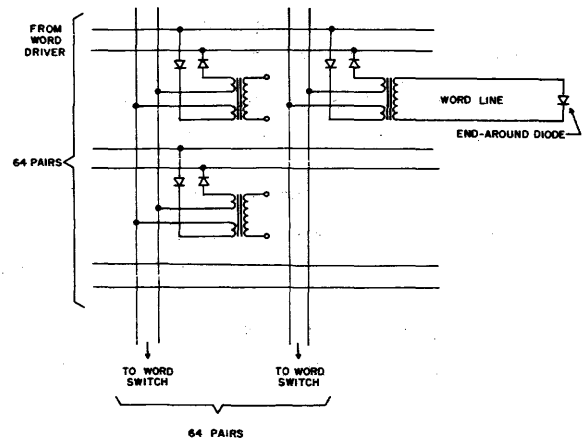 FROM
WORD
DRIVER
WORD LINE
END-AROUND DIODE
64 PAIRS
TO WORD
SWITCH
TO WORD
SWITCH
64 PAIRS